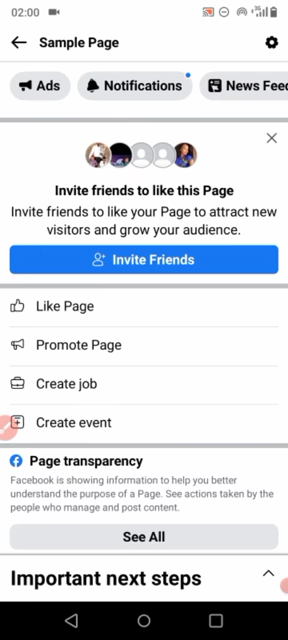 02:00
Sample Page
Ads
Notifications
News Feed
Invite friends to like this Page
Invite friends to like your Page to attract new
visitors and grow your audience.
Invite Friends
Like Page
Promote Page
Create job
Create event
Page transparency
Facebook is showing information to help you better
understand the purpose of a Page. See actions taken by the
people who manage and post content.
See All
Important next steps